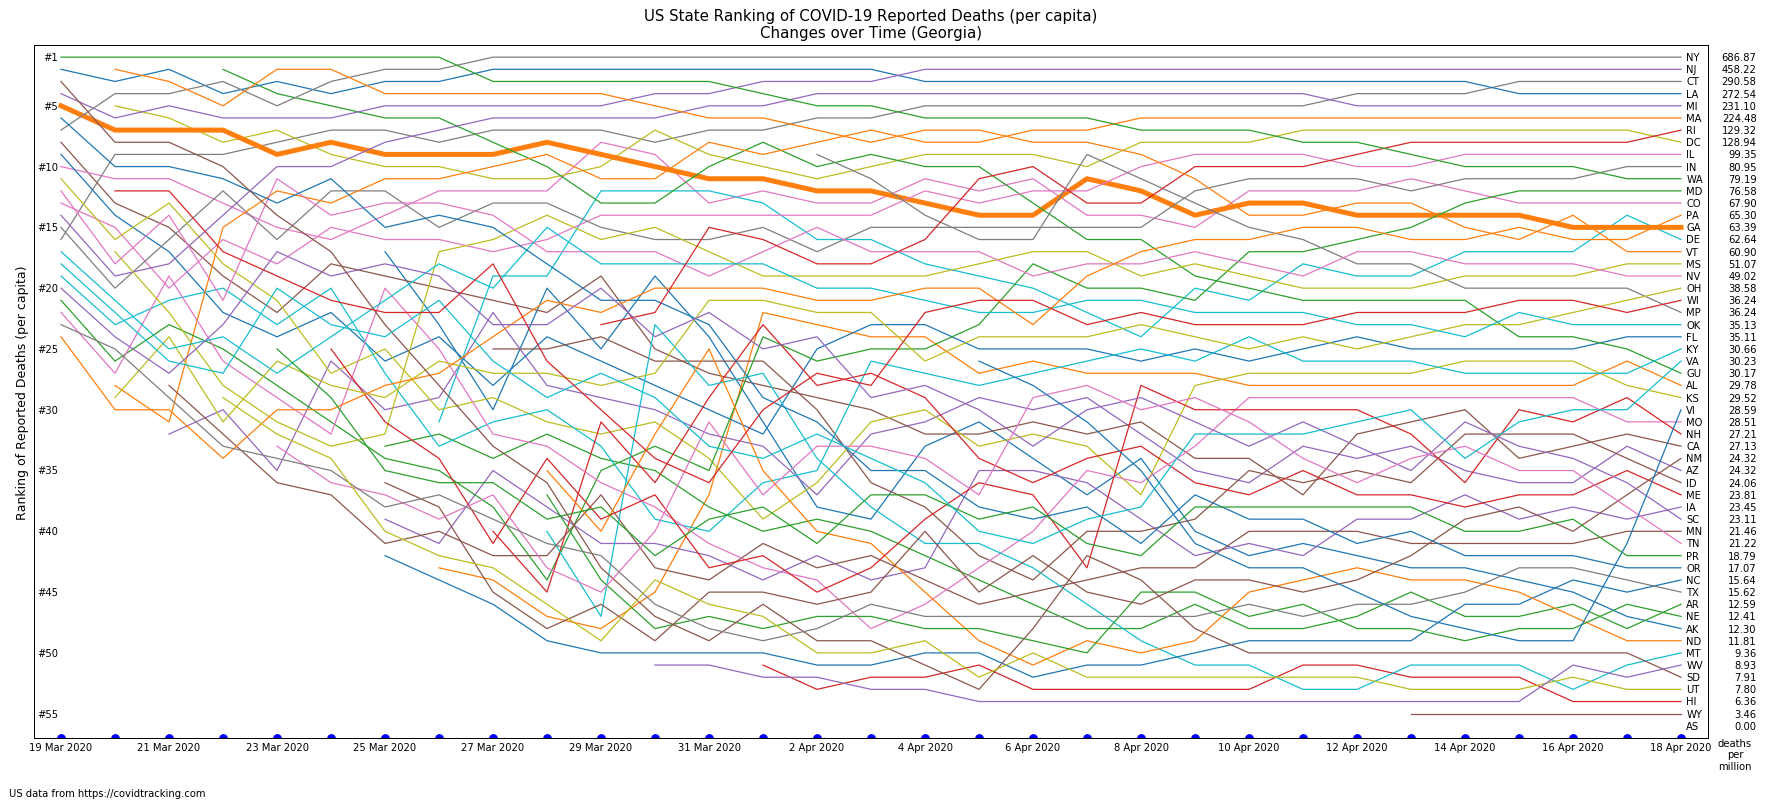 US State Ranking of COVID-19 Reported Deaths (per capita)
Changes over Time (Georgia)
Ranking of Reported Deaths (per capita)
#1
#5
#10
#15
#20
#25
#30
#35
#40
#45
#50
#55
NY 686.87
NJ 458.22
CT 290.58
LA 272.54
MI 231.10
MA 224.48
RI 129.32
DC 128.94
IL 99.35
IN 80.95
WA 79.19
MD 76.58
CO 67.90
PA 65.30
GA 63.39
DE 62.64
VT 60.90
MS 51.07
NV 49.02
OH 38.58
WI 36.24
MP 36.24
OK 35.13
FL 35.11
KY 30.66
VA 30.23
GU 30.17
AL 29.78
KS 29.52
VI 28.59
MO 28.51
NH 27.21
CA 27.13
NM 24.32
AZ 24.32
ID 24.06
ME 23.81
IA 23.45
SC 23.11
MN 21.46
TN 21.22
PR 18.79
OR 17.07
NC 15.64
TX 15.62
AR 12.59
NE 12.41
AK 12.30
ND 11.81
MT 9.36
WV 8.93
SD 7.91
UT 7.80
HI 6.36
WY 3.46
AS 0.00
19 Mar 2020 21 Mar 2020 23 Mar 2020 25 Mar 2020 27 Mar 2020 29 Mar 2020 31 Mar 2020 2 Apr 2020 4 Apr 2020 6 Apr 2020 8 Apr 2020 10 Apr 2020 12 Apr 2020 14 Apr 2020 16 Apr 2020 18 Apr 2020
deaths
per
million
US data from https://covidtracking.com